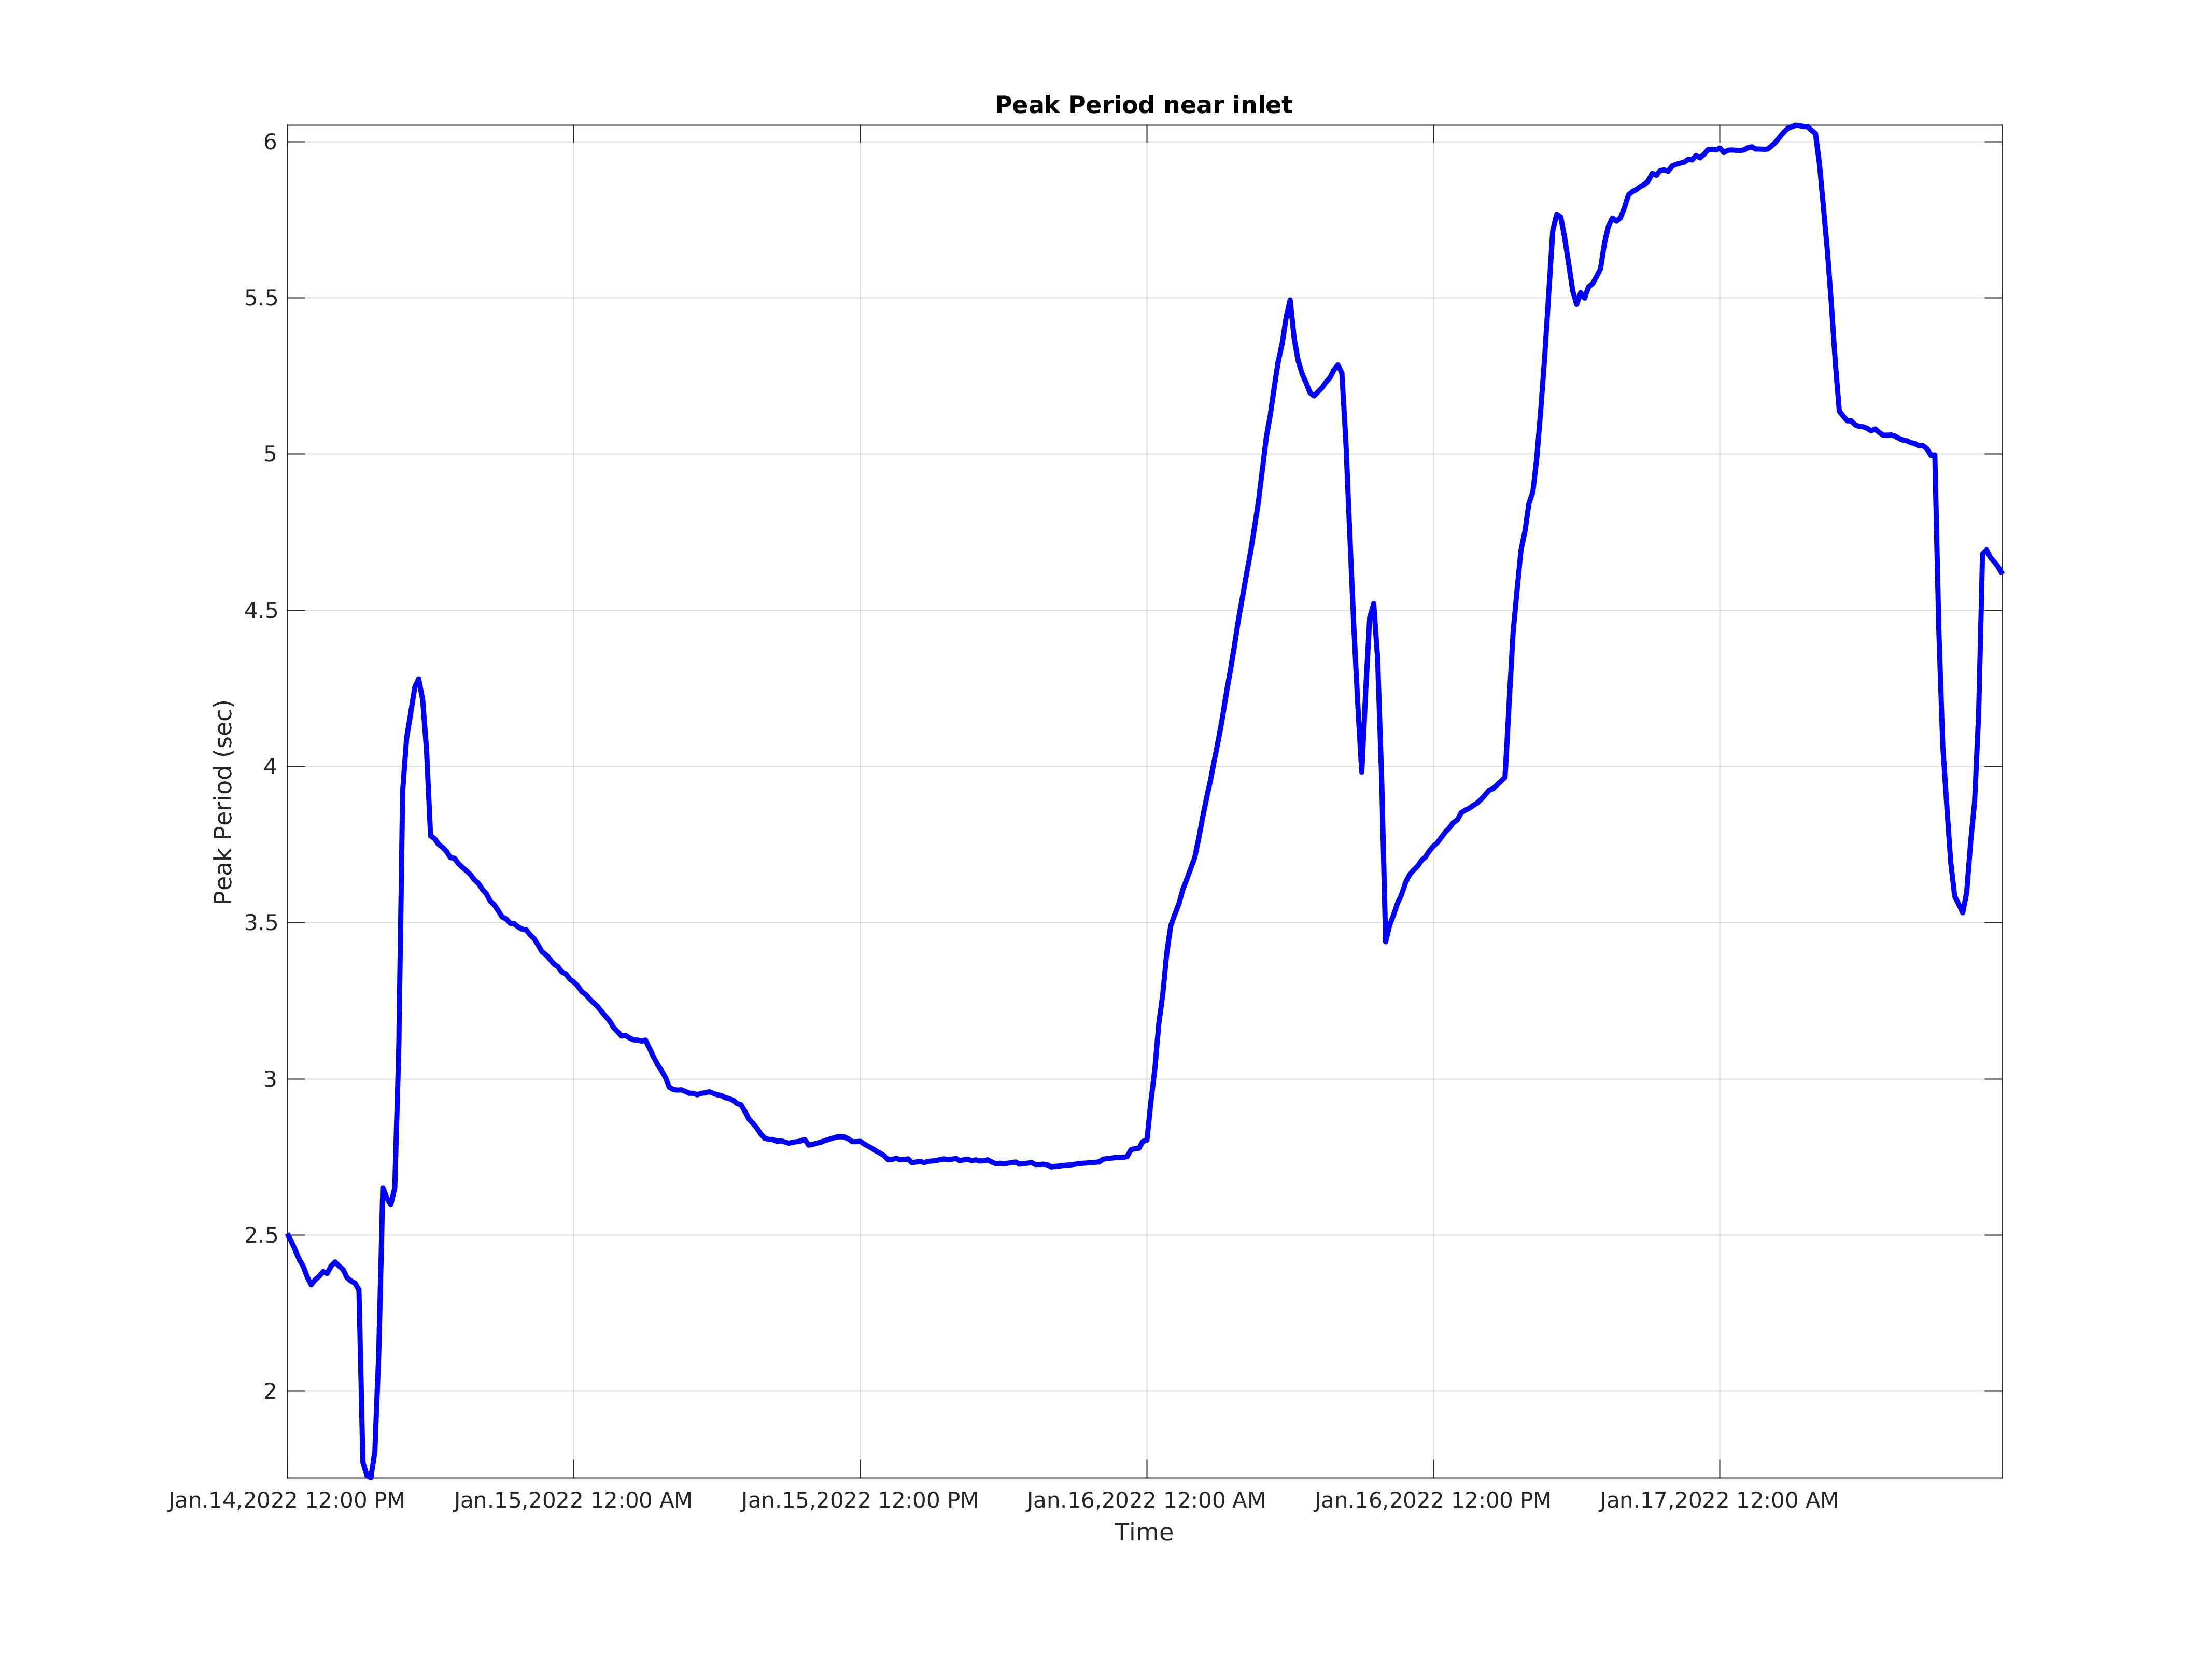 Peak Period near inlet
6
5.5
5
4.5
4
3.5
3
2.5
2
Peak Period (sec)
Jan.14,2022 12:00 PM
Jan.15,2022 12:00 AM
Jan.15,2022 12:00 PM
Jan.16,2022 12:00 AM
Jan.16,2022 12:00 PM
Jan.17,2022 12:00 AM
Time